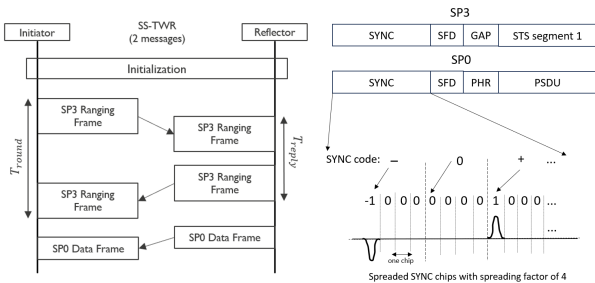 Initiator
SS-TWR
(2 messages)
Reflector
Initialization
T_round
SP3 Ranging
Frame
SP3 Ranging
Frame
T_reply
SP3 Ranging
Frame
SP3 Ranging
Frame
SP0 Data Frame
SP0 Data Frame
SP3
SYNC SFD GAP STS segment 1
SP0
SYNC SFD PHR PSDU
SYNC code: − 0 + ...
-1 0 0 0 0 0 0 0 1 0 0 0 ...
...
one chip
...
Spreaded SYNC chips with spreading factor of 4